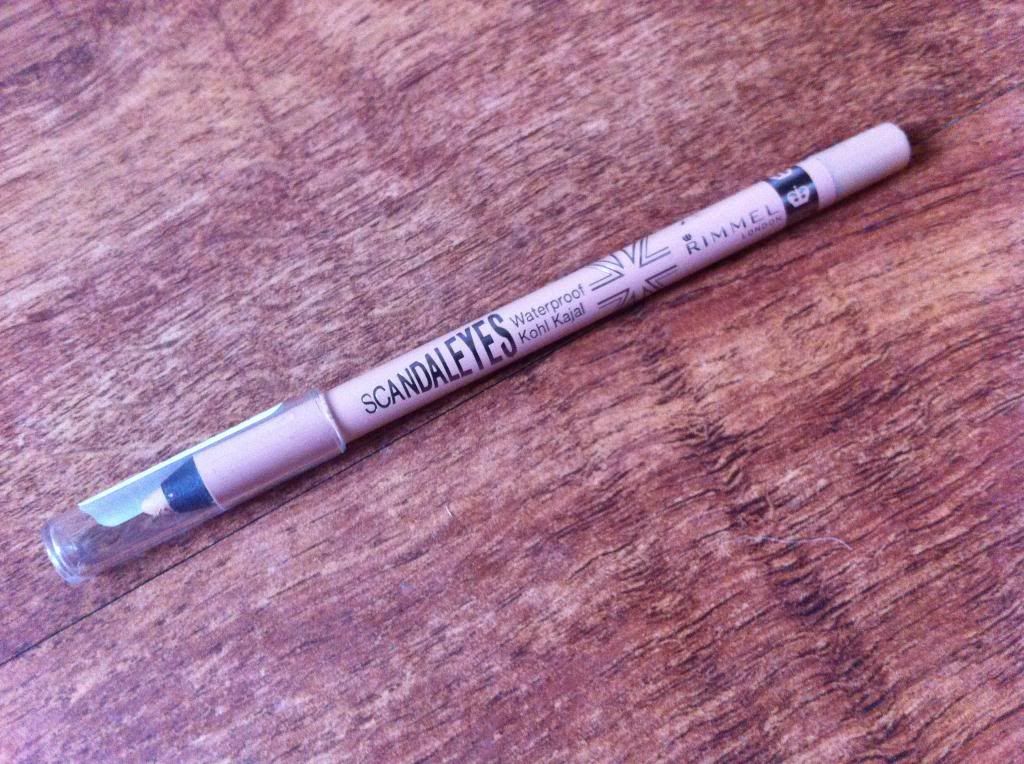 SCANDALEYES
Waterproof
Kohl Kajal
RIMMEL
LONDON